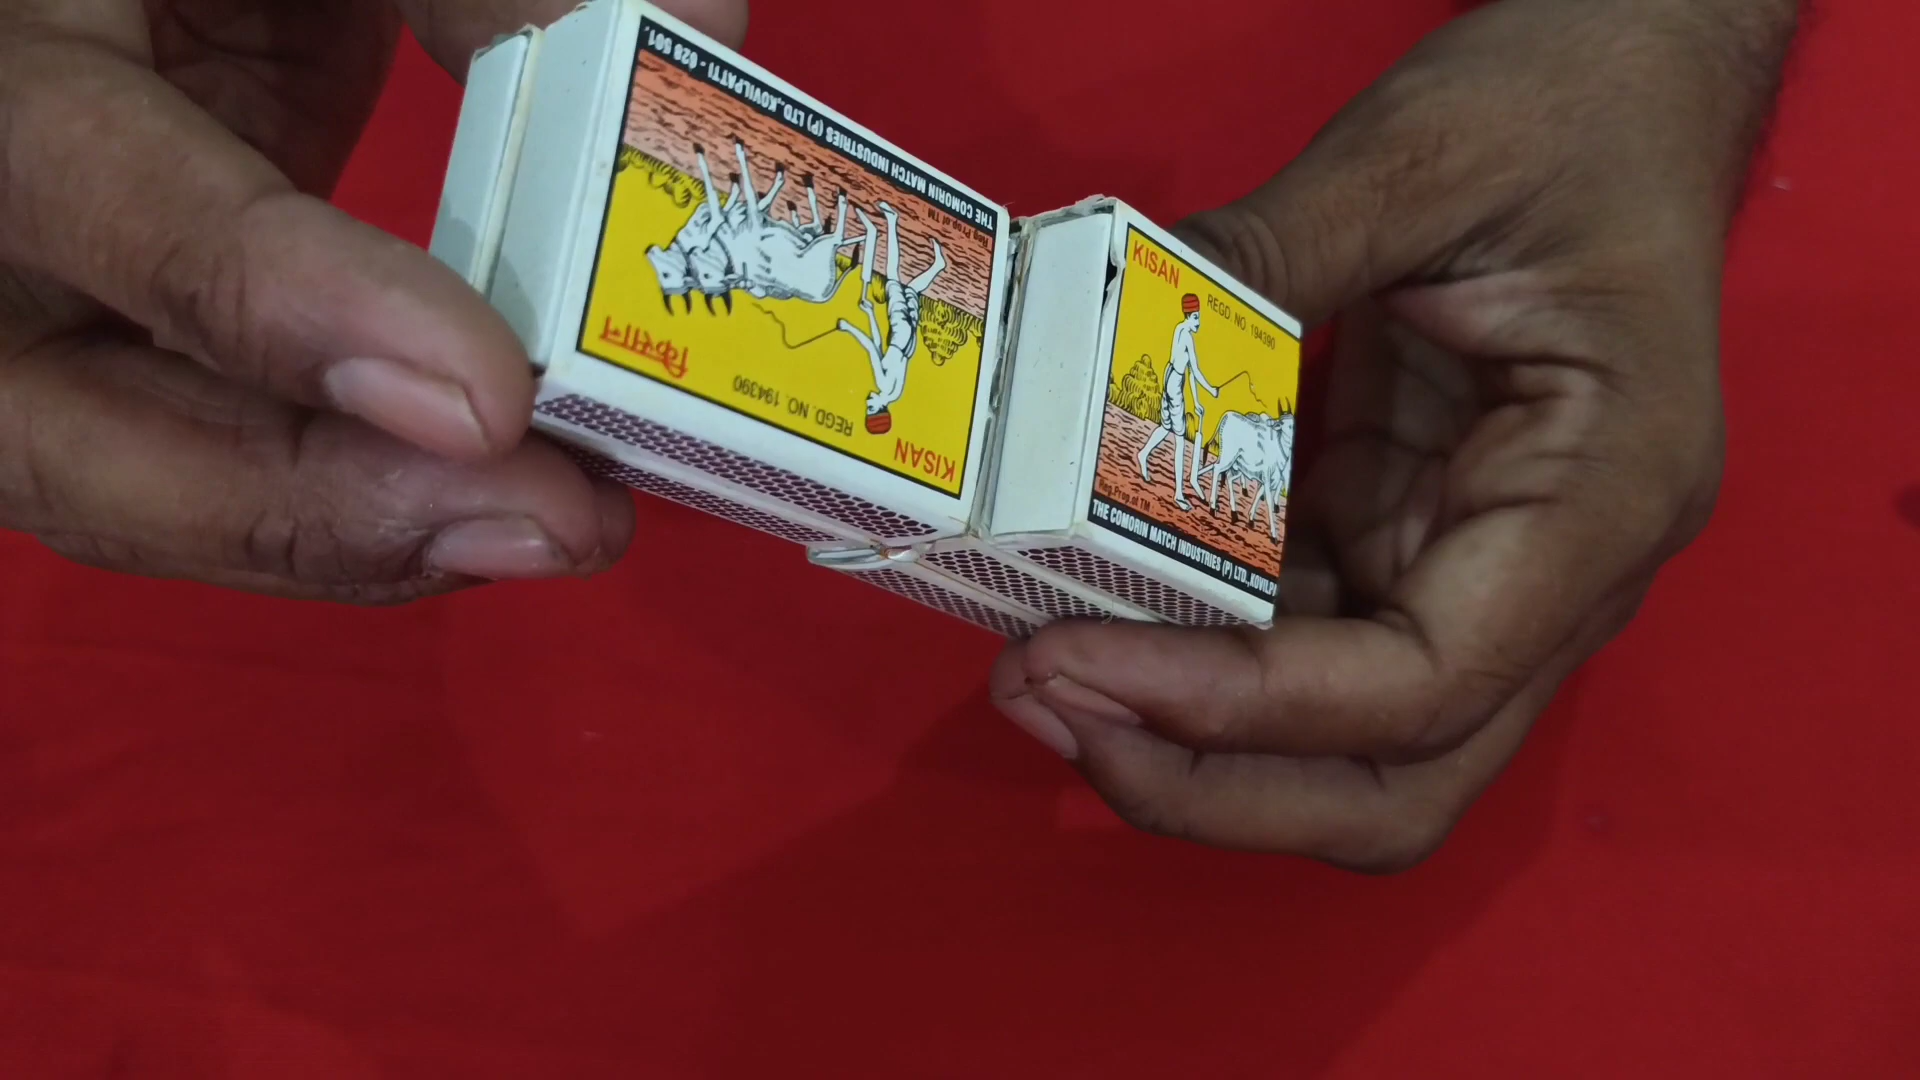 KISAN
REGD. NO. 194390
किसान
Reg.Prop.of TM
THE COMORIN MATCH INDUSTRIES (P) LTD.,KOVILPATTI - 628 501.
KISAN
REGD. NO 194390
Reg.Prop.of TM
THE COMORIN MATCH INDUSTRIES (P) LTD.,KOVILPA